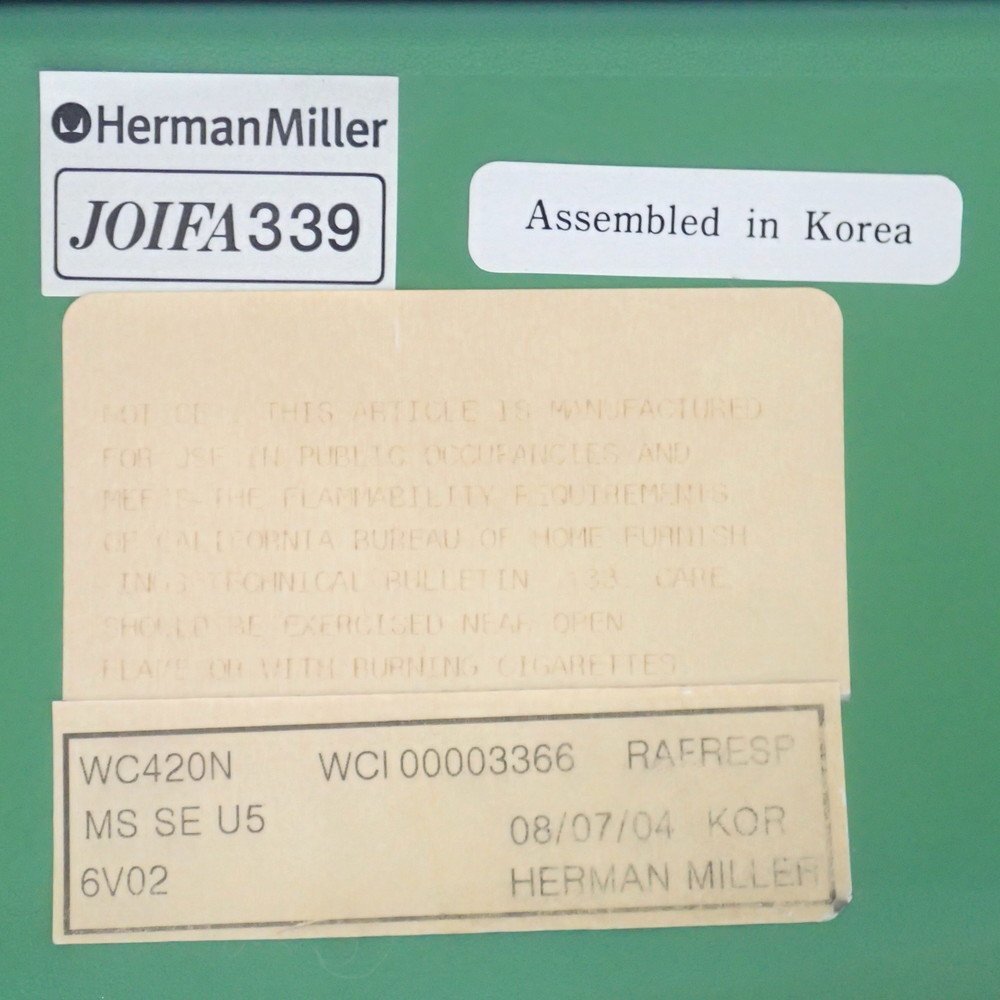 HermanMiller
JOIFA339
Assembled in Korea
NOTICE : THIS ARTICLE IS MANUFACTURED
FOR USE IN PUBLIC OCCUPANCIES AND
MEETS THE FLAMMABILITY REQUIREMENTS
OF CALIFORNIA BUREAU OF HOME FURNISH
INGS TECHNICAL BULLETIN 133 CARE
SHOULD BE EXERCISED NEAR OPEN
FLAME OR WITH BURNING CIGARETTES
WC420N WCI 00003366 RAFRESP
MS SE U5
08/07/04 KOR
6V02
HERMAN MILLER